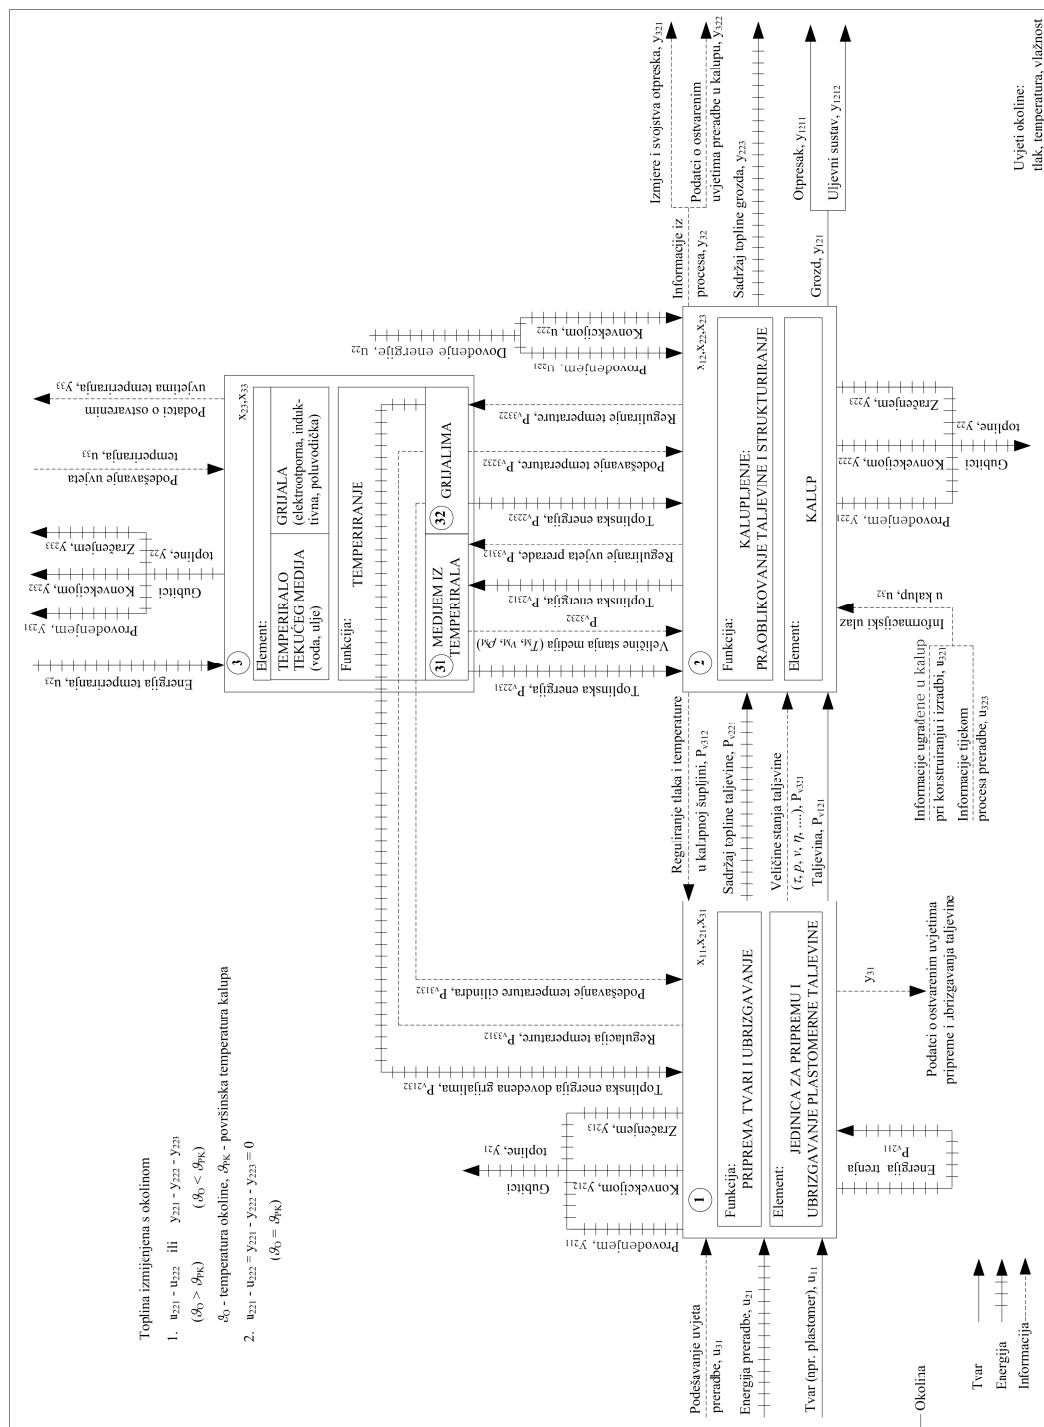 Toplina izmijenjena s okolinom
1. u221 - u222 ili y221 - y222 - y223
(ϑO > ϑPK) (ϑO < ϑPK)
ϑO - temperatura okoline, ϑPK - površinska temperatura kalupa
2. u221 - u222 = y221 - y222 - y223 = 0
(ϑO = ϑPK)
Energija temperiranja, u23
Provođenjem, y231
Konvekcijom, y232
Zračenjem, y233
Gubitci
topline, y22
Podešavanje uvjeta
temperiranja, u33
Podatci o ostvarenim
uvjetima temperiranja, y33
3
x23,x33
Element:
TEMPERIRALO
TEKUĆEG MEDIJA
(voda, ulje)
GRIJALA
(elektrootporna, induk-
tivna, poluvodička)
Funkcija:
TEMPERIRANJE
31 MEDIJEM IZ
TEMPERIRALA
32 GRIJALIMA
Dovođenje energije, u22
Provođenjem, u221
Konvekcijom, u222
Toplinska energija, Pv2231
Veličine stanja medija (TM, vM, ρM)
Pv3232
Toplinska energija, Pv2312
Reguliranje uvjeta prerade, Pv3312
Toplinska energija, Pv2232
Podešavanje temperature, Pv3232
Reguliranje temperature, Pv3322
Provođenjem, y211
Konvekcijom, y212
Zračenjem, y213
Gubitci
topline, y21
Toplinska energija dovedena grijalima, Pv2132
Regulacija temperature, Pv3312
Podešavanje temperature cilindra, Pv3132
Podešavanje uvjeta
preradbe, u31
Energija preradbe, u21
Tvar (npr. plastomer), u11
1
x11,x21,x31
Funkcija:
PRIPREMA TVARI I UBRIZGAVANJE
Element:
JEDINICA ZA PRIPREMU I
UBRIZGAVANJE PLASTOMERNE TALJEVINE
Energija trenja
Pv211
y31
Podatci o ostvarenim uvjetima
pripreme i ubrizgavanja taljevine
Reguliranje tlaka i temperature
u kalupnoj šupljini, Pv312
Sadržaj topline taljevine, Pv221
Veličine stanja taljevine
(τ, p, v, η, ....), Pv321
Taljevina, Pv121
2
x12,x22,x23
Funkcija:
KALUPLJENJE:
PRAOBLIKOVANJE TALJEVINE I STRUKTURIRANJE
Element:
KALUP
Informacijski ulaz
u kalup, u32
Informacije ugrađene u kalup
pri konstruiranju i izradbi, u321
Informacije tijekom
procesa preradbe, u323
Provođenjem, y221
Konvekcijom, y222
Zračenjem, y223
Gubitci
topline, y22
Informacije iz
procesa, y32
Izmjere i svojstva otpreska, y321
Podatci o ostvarenim
uvjetima preradbe u kalupu, y322
Sadržaj topline grozda, y223
Grozd, y121
Otpresak, y1211
Uljevni sustav, y1212
Uvjeti okoline:
tlak, temperatura, vlažnost
Okolina
Tvar
Energija
Informacija